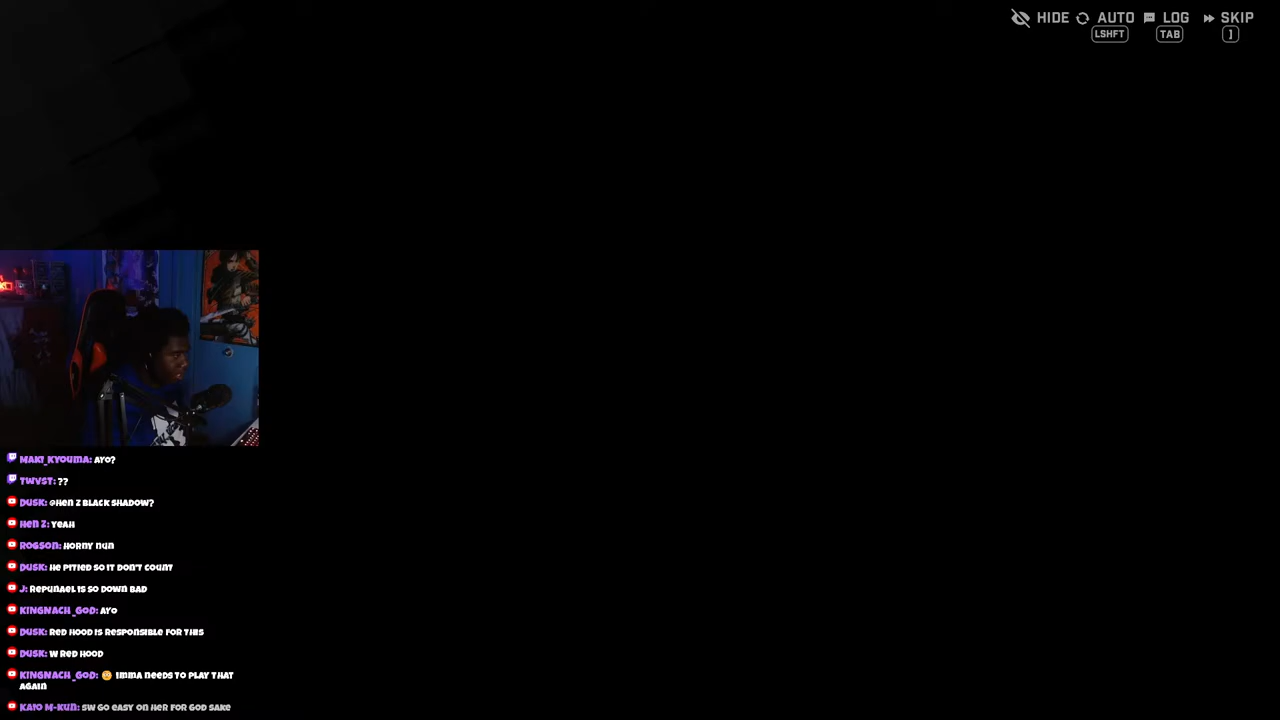 HIDE AUTO LOG SKIP
LSHFT TAB ]
MAKI_KYOUMA: AYO?
TWVST: ??
DUSK: @HEN Z BLACK SHADOW?
HEN Z: YEAH
ROGSON: HORNY NUN
DUSK: HE PITIED SO IT DON'T COUNT
J: REPUNAEL IS SO DOWN BAD
KINGNACH_GOD: AYO
DUSK: RED HOOD IS RESPONSIBLE FOR THIS
DUSK: W RED HOOD
KINGNACH_GOD: 😳 IMMA NEEDS TO PLAY THAT
AGAIN
KATO M-KUN: SW GO EASY ON HER FOR GOD SAKE